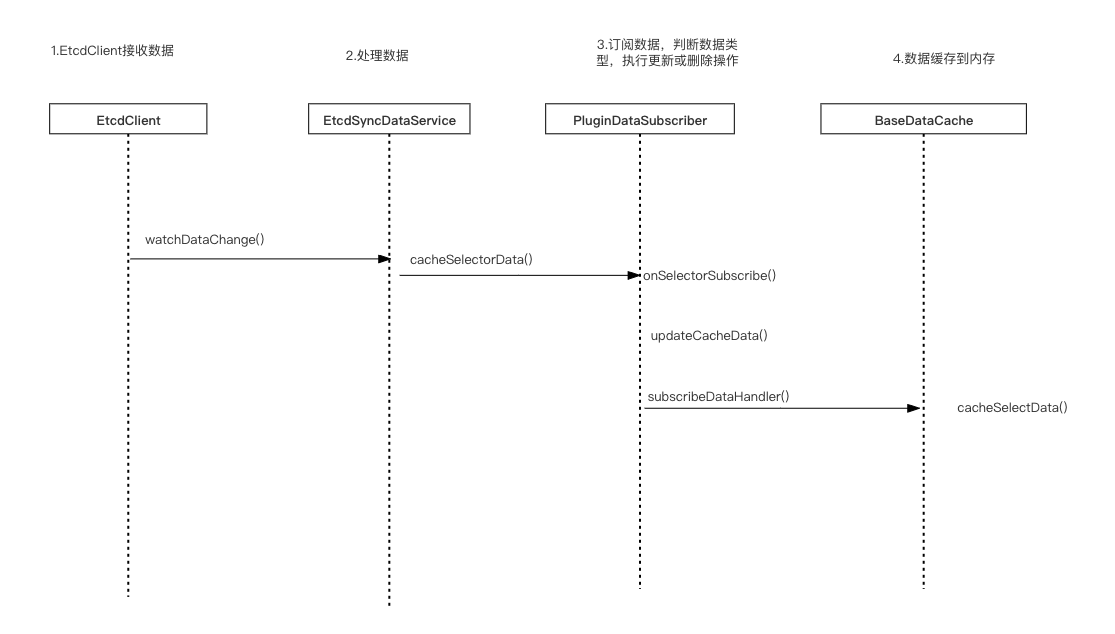 1.EtcdClient接收数据
2.处理数据
3.订阅数据，判断数据类
型，执行更新或删除操作
4.数据缓存到内存
EtcdClient
EtcdSyncDataService
PluginDataSubscriber
BaseDataCache
watchDataChange()
cacheSelectorData()
onSelectorSubscribe()
updateCacheData()
subscribeDataHandler()
cacheSelectData()